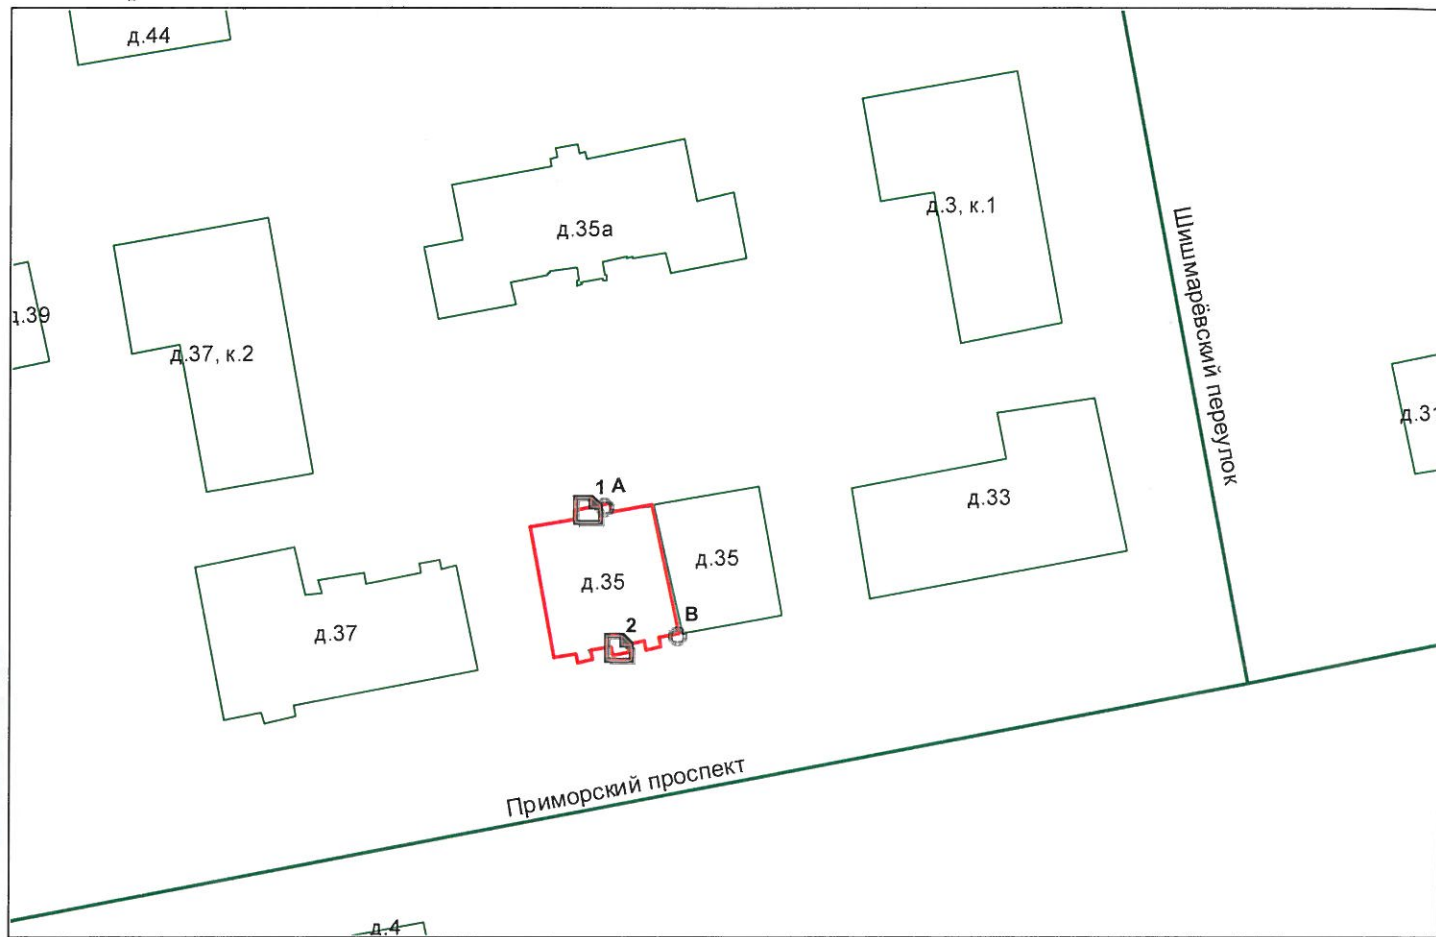 д.44
д.3, к.1
д.35а
Шишмарёвский переулок
д.39
д.37, к.2
д.31
д.33
1 A
д.35
д.35
B
2
д.37
Приморский проспект
д.4